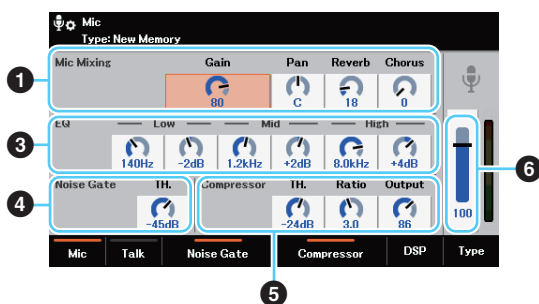 Mic
Type: New Memory
Mic Mixing Gain Pan Reverb Chorus
1
80 C 18 0
EQ Low Mid High
3
140Hz -2dB 1.2kHz +2dB 8.0kHz +4dB
6
Noise Gate TH. Compressor TH. Ratio Output
4
-45dB -24dB 3.0 86 100
Mic Talk Noise Gate Compressor DSP Type
5